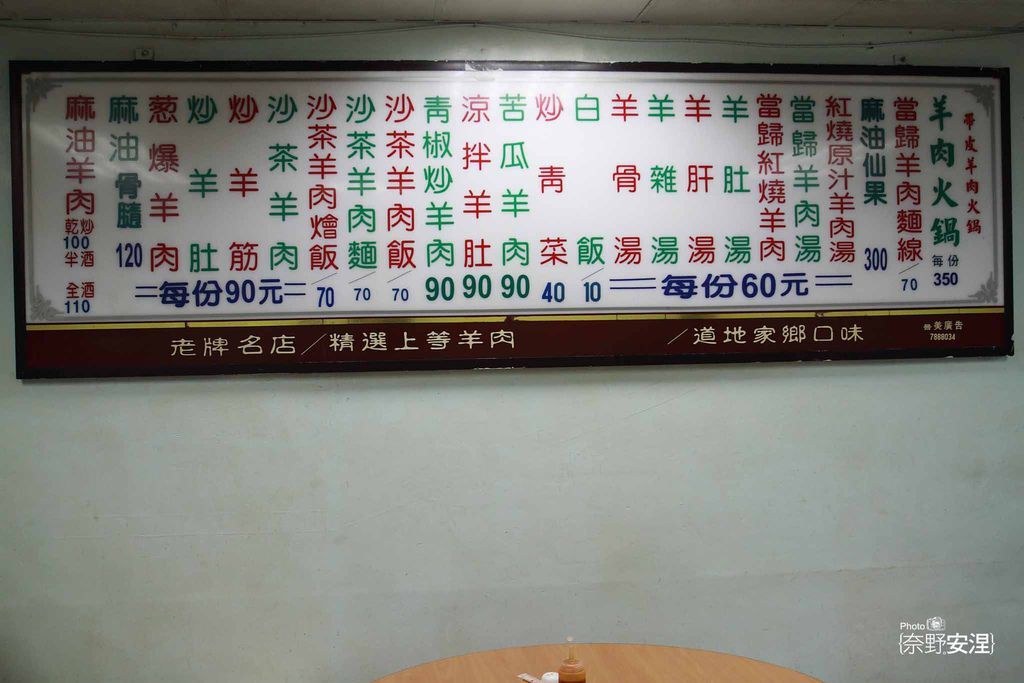 帶皮羊肉火鍋
羊肉火鍋
每份
350
當歸羊肉麵線
70
麻油仙果
300
紅燒原汁羊肉湯
當歸羊肉湯
當歸紅燒羊肉
羊肚湯
羊肝湯
羊雜湯
羊骨湯
每份60元
白飯
10
炒青菜
40
苦瓜羊肉
90
涼拌羊肚
90
青椒炒羊肉
90
沙茶羊肉飯
70
沙茶羊肉麵
70
沙茶羊肉燴飯
70
沙茶羊肉
炒羊筋
炒羊肚
葱爆羊肉
每份90元
麻油骨髓
120
麻油羊肉
乾炒
100
半酒
全酒
110
老牌名店/精選上等羊肉
/道地家鄉口味
美廣告
7888034
Photo
{奈野安涅}